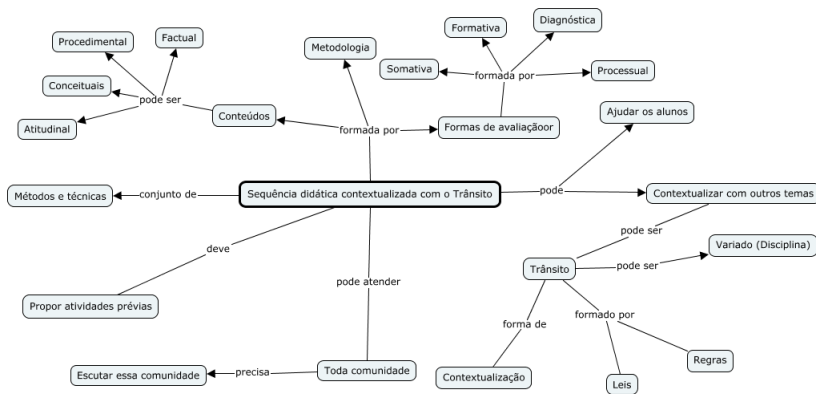 Diagnóstica
Formativa
Procedimental
Factual
Metodologia
Somativa
formada por
Processual
Conceituais
pode ser
Ajudar os alunos
Conteúdos
Atitudinal
formada por
Formas de avaliaçãoor
Métodos e técnicas
conjunto de
Sequência didática contextualizada com o Trânsito
pode
Contextualizar com outros temas
pode ser
deve
Variado (Disciplina)
Trânsito
pode ser
pode atender
Propor atividades prévias
formado por
forma de
Regras
Escutar essa comunidade
precisa
Toda comunidade
Contextualização
Leis